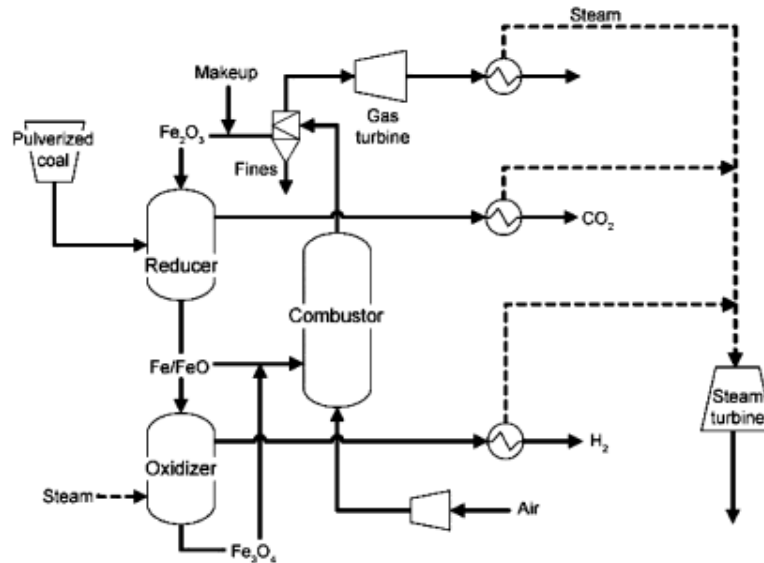 Steam
Makeup
Gas
turbine
Fe₂O₃
Pulverized
coal
Fines
CO₂
Reducer
Combustor
Fe/FeO
Steam
turbine
Oxidizer
H₂
Steam
Air
Fe₃O₄